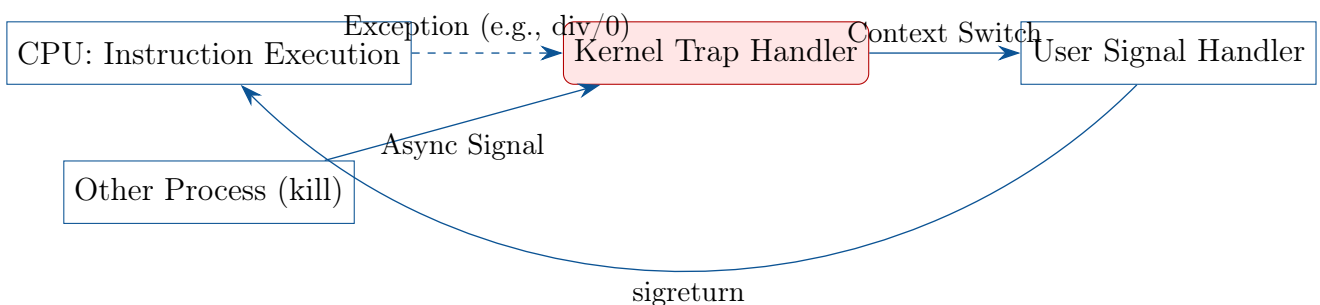 Exception (e.g., div/0)
Context Switch
CPU: Instruction Execution
Kernel Trap Handler
User Signal Handler
Async Signal
Other Process (kill)
sigreturn